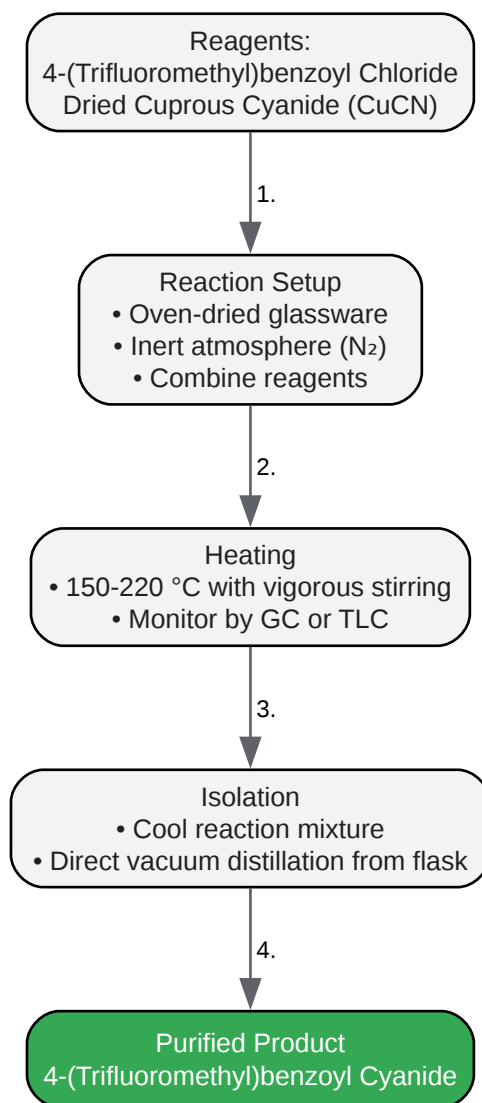 Reagents:
4-(Trifluoromethyl)benzoyl Chloride
Dried Cuprous Cyanide (CuCN)
1.
Reaction Setup
• Oven-dried glassware
• Inert atmosphere (N₂)
• Combine reagents
2.
Heating
• 150-220 °C with vigorous stirring
• Monitor by GC or TLC
3.
Isolation
• Cool reaction mixture
• Direct vacuum distillation from flask
4.
Purified Product
4-(Trifluoromethyl)benzoyl Cyanide